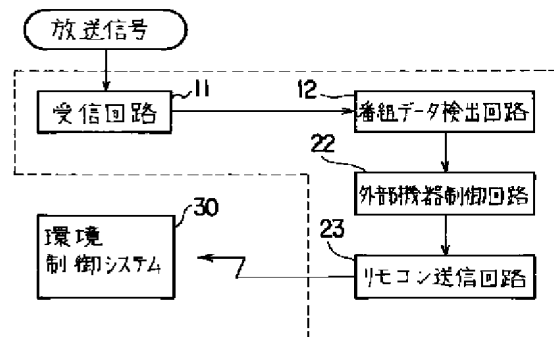 放送信号
11
受信回路
12
番組データ検出回路
22
外部機器制御回路
30
環境
制御システム
23
リモコン送信回路